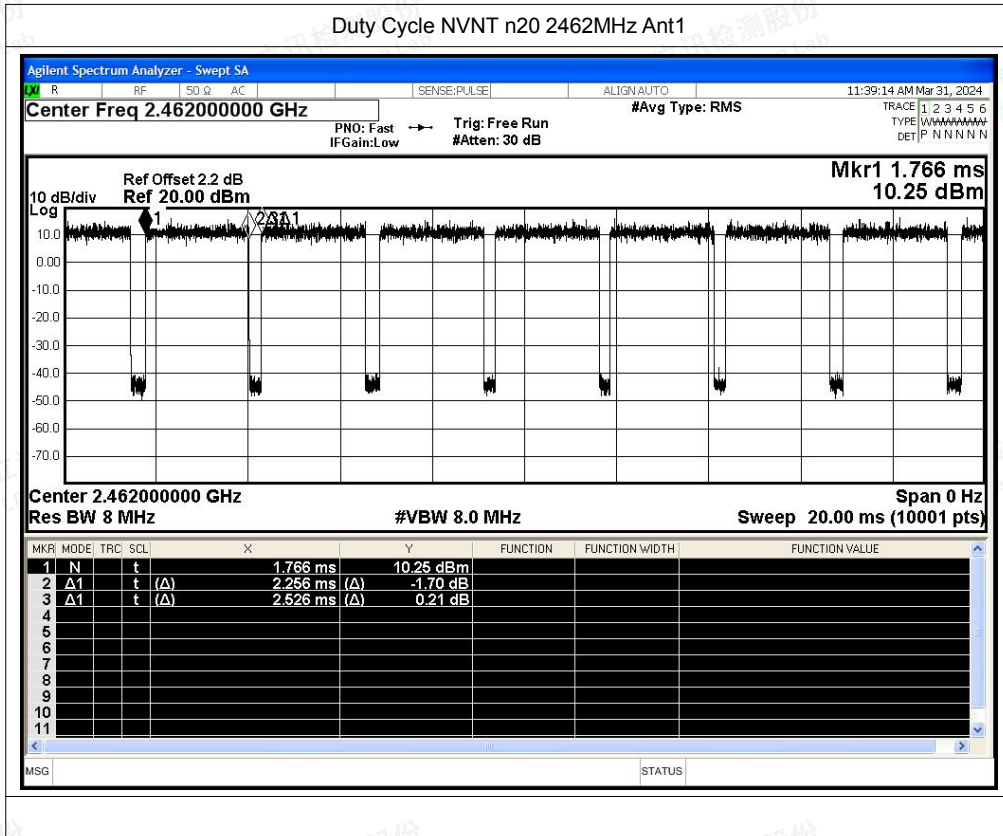 Duty Cycle NVNT n20 2462MHz Ant1
Agilent Spectrum Analyzer - Swept SA
LXI R RF 50 Ω AC SENSE:PULSE ALIGN AUTO 11:39:14 AM Mar 31, 2024
Center Freq 2.462000000 GHz #Avg Type: RMS TRACE 1 2 3 4 5 6
PNO: Fast Trig: Free Run TYPE WWWWWWW
IFGain:Low #Atten: 30 dB DET P N N N N N
Mkr1 1.766 ms
Ref Offset 2.2 dB
10 dB/div Ref 20.00 dBm 10.25 dBm
Log
1 2Δ1 3Δ1
10.0
0.00
-10.0
-20.0
-30.0
-40.0
-50.0
-60.0
-70.0
Center 2.462000000 GHz Span 0 Hz
Res BW 8 MHz #VBW 8.0 MHz Sweep 20.00 ms (10001 pts)
MKR MODE TRC SCL X Y FUNCTION FUNCTION WIDTH FUNCTION VALUE
1 N t 1.766 ms 10.25 dBm
2 Δ1 t (Δ) 2.256 ms (Δ) -1.70 dB
3 Δ1 t (Δ) 2.526 ms (Δ) 0.21 dB
4
5
6
7
8
9
10
11
MSG STATUS